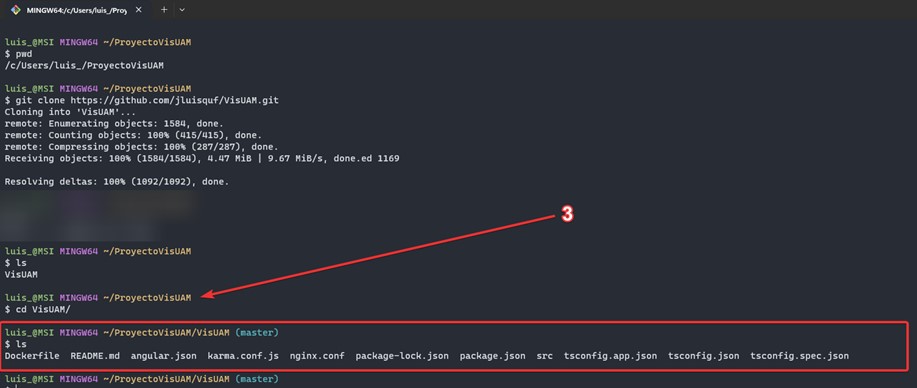 MINGW64:/c/Users/luis_/Proy
luis_@MSI MINGW64 ~/ProyectoVisUAM
$ pwd
/c/Users/luis_/ProyectoVisUAM
luis_@MSI MINGW64 ~/ProyectoVisUAM
$ git clone https://github.com/jluisquf/VisUAM.git
Cloning into 'VisUAM'...
remote: Enumerating objects: 1584, done.
remote: Counting objects: 100% (415/415), done.
remote: Compressing objects: 100% (287/287), done.
Receiving objects: 100% (1584/1584), 4.47 MiB | 9.67 MiB/s, done.ed 1169
Resolving deltas: 100% (1092/1092), done.
3
luis_@MSI MINGW64 ~/ProyectoVisUAM
$ ls
VisUAM
luis_@MSI MINGW64 ~/ProyectoVisUAM
$ cd VisUAM/
luis_@MSI MINGW64 ~/ProyectoVisUAM/VisUAM (master)
$ ls
Dockerfile README.md angular.json karma.conf.js nginx.conf package-lock.json package.json src tsconfig.app.json tsconfig.json tsconfig.spec.json
luis_@MSI MINGW64 ~/ProyectoVisUAM/VisUAM (master)